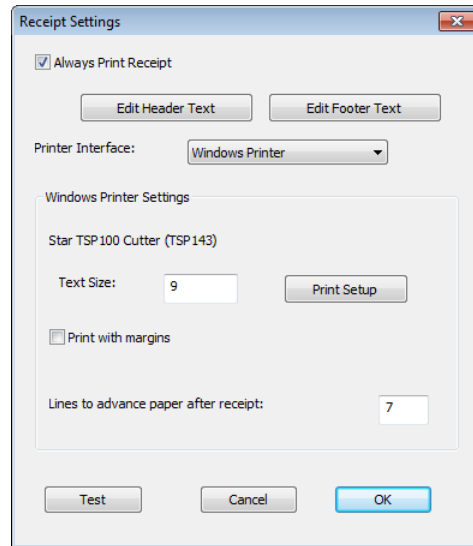 Receipt Settings
Always Print Receipt
Edit Header Text Edit Footer Text
Printer Interface: Windows Printer
Windows Printer Settings
Star TSP100 Cutter (TSP143)
Text Size: 9 Print Setup
Print with margins
Lines to advance paper after receipt: 7
Test Cancel OK